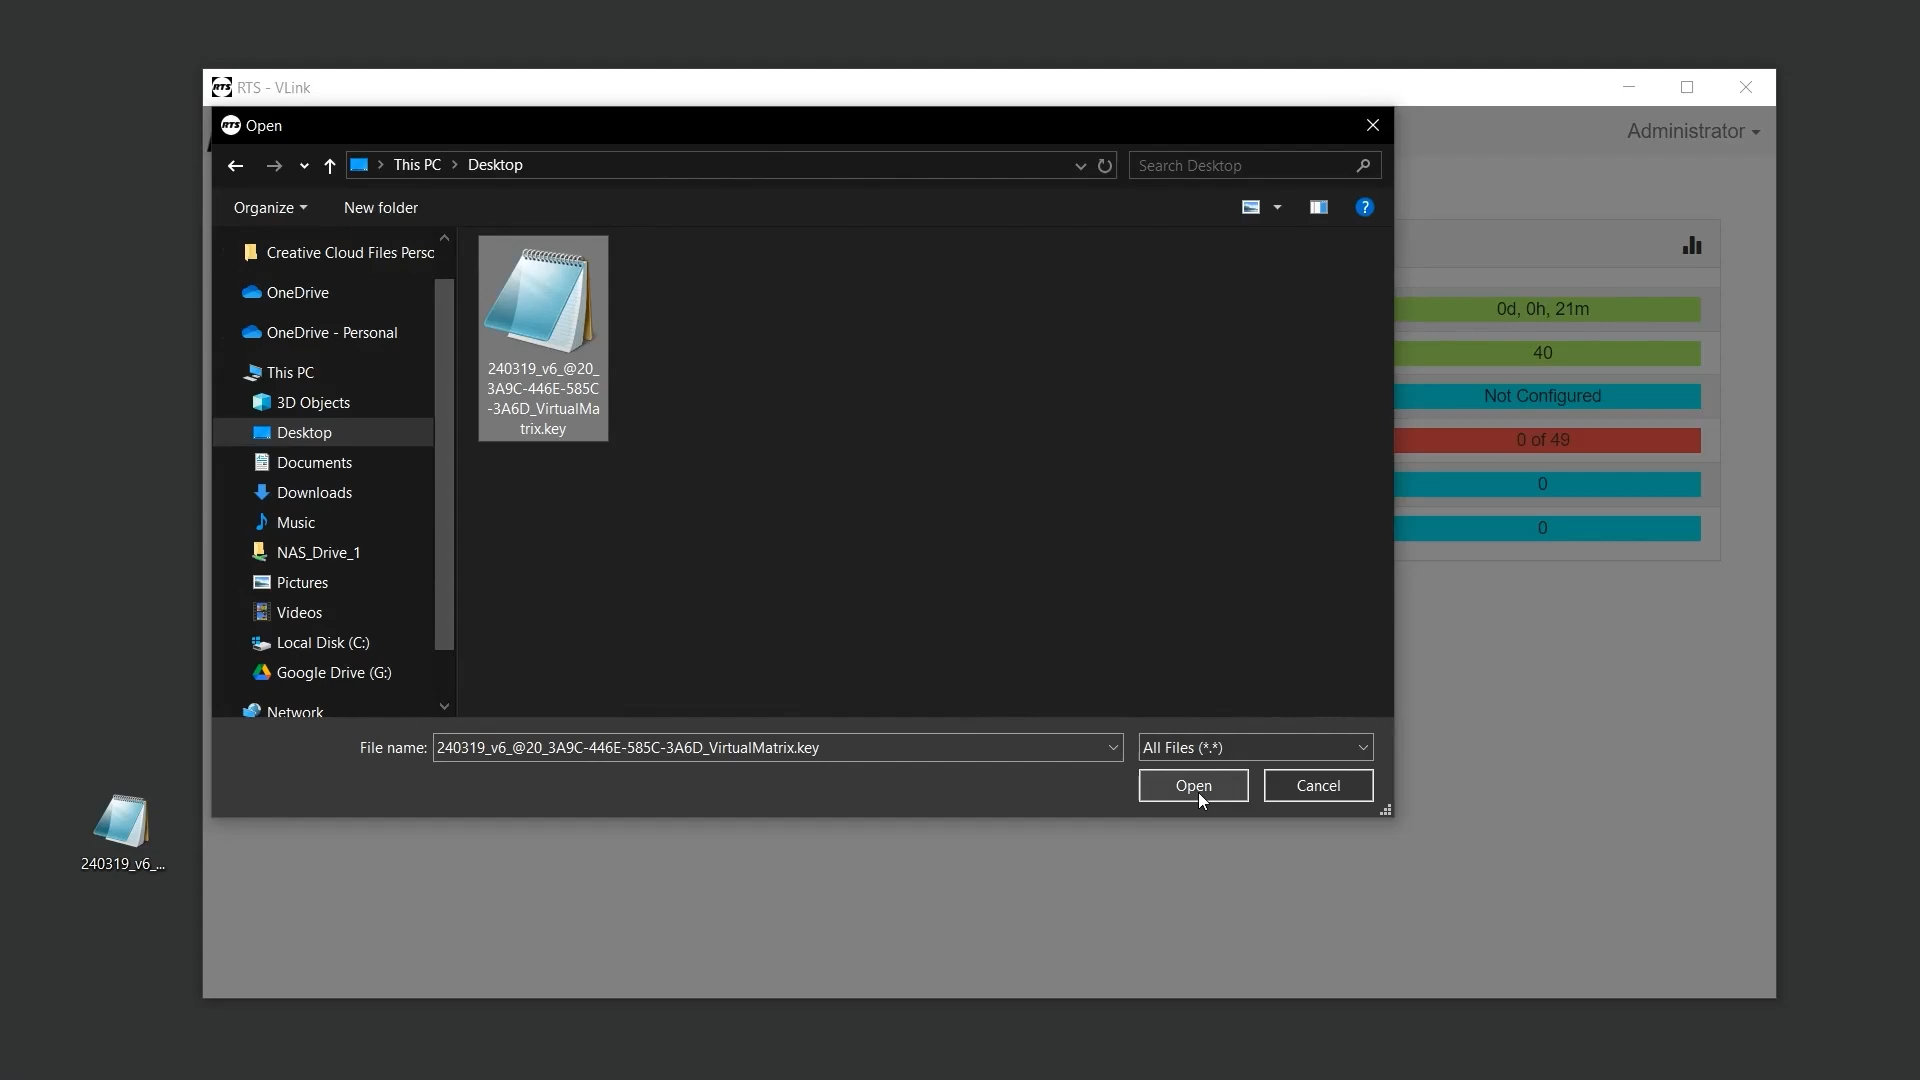 RTS - VLink
Administrator
RTS Open
This PC > Desktop
Search Desktop
Organize
New folder
?
Creative Cloud Files Perso
OneDrive
OneDrive - Personal
This PC
3D Objects
Desktop
Documents
Downloads
Music
NAS_Drive_1
Pictures
Videos
Local Disk (C:)
Google Drive (G:)
Network
240319_v6_@20_
3A9C-446E-585C
-3A6D_VirtualMa
trix.key
0d, 0h, 21m
40
Not Configured
0 of 49
0
0
File name: 240319_v6_@20_3A9C-446E-585C-3A6D_VirtualMatrix.key
All Files (*.*)
Open
Cancel
240319_v6_...